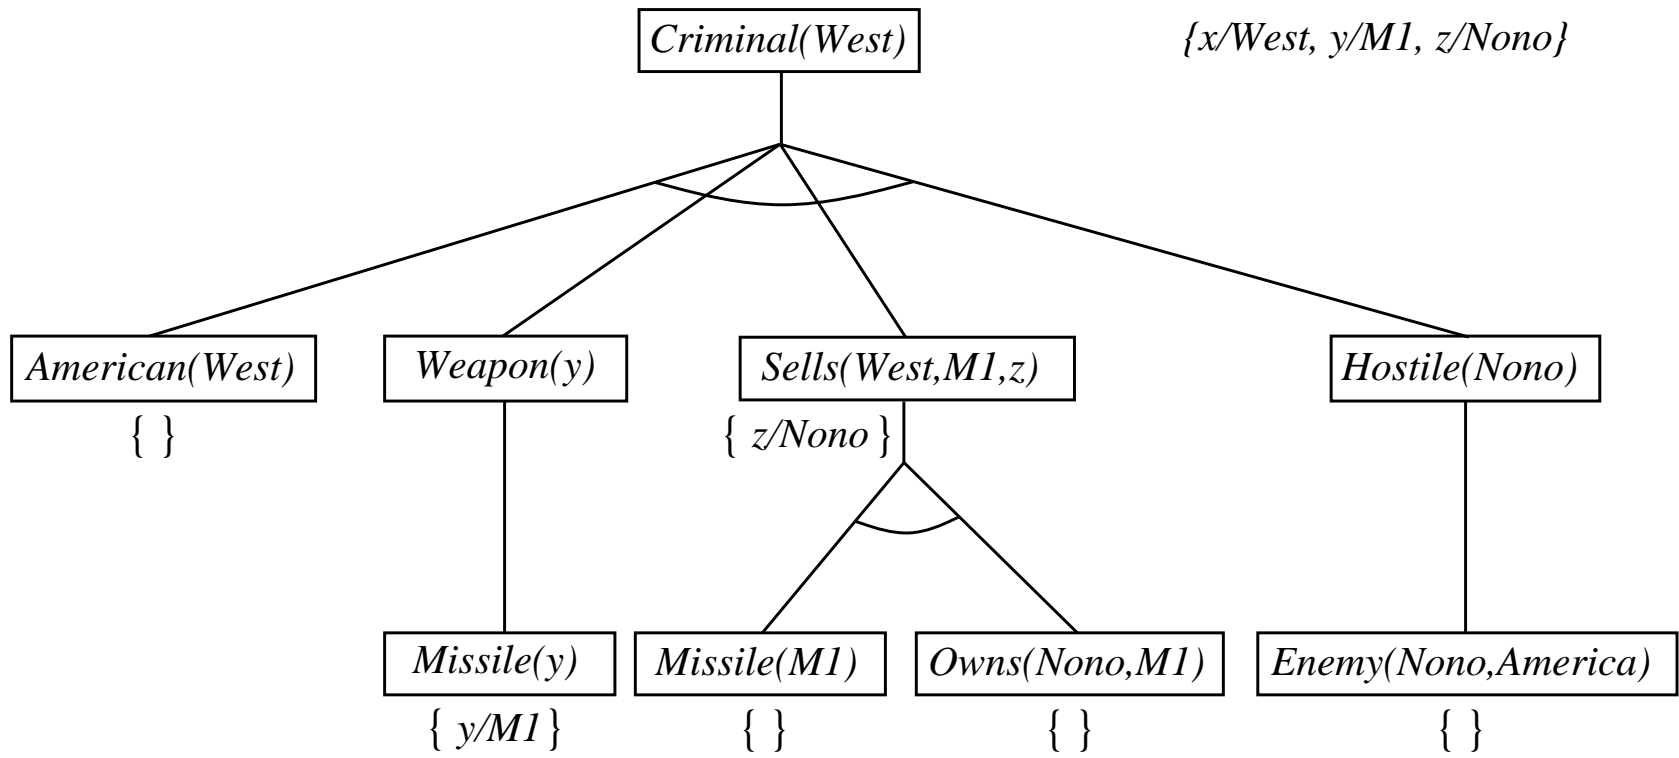 Criminal(West)
{x/West, y/M1, z/Nono}
American(West)
Weapon(y)
Sells(West,M1,z)
Hostile(Nono)
{ }
{ z/Nono }
Missile(y)
Missile(M1)
Owns(Nono,M1)
Enemy(Nono,America)
{ y/M1 }
{ }
{ }
{ }